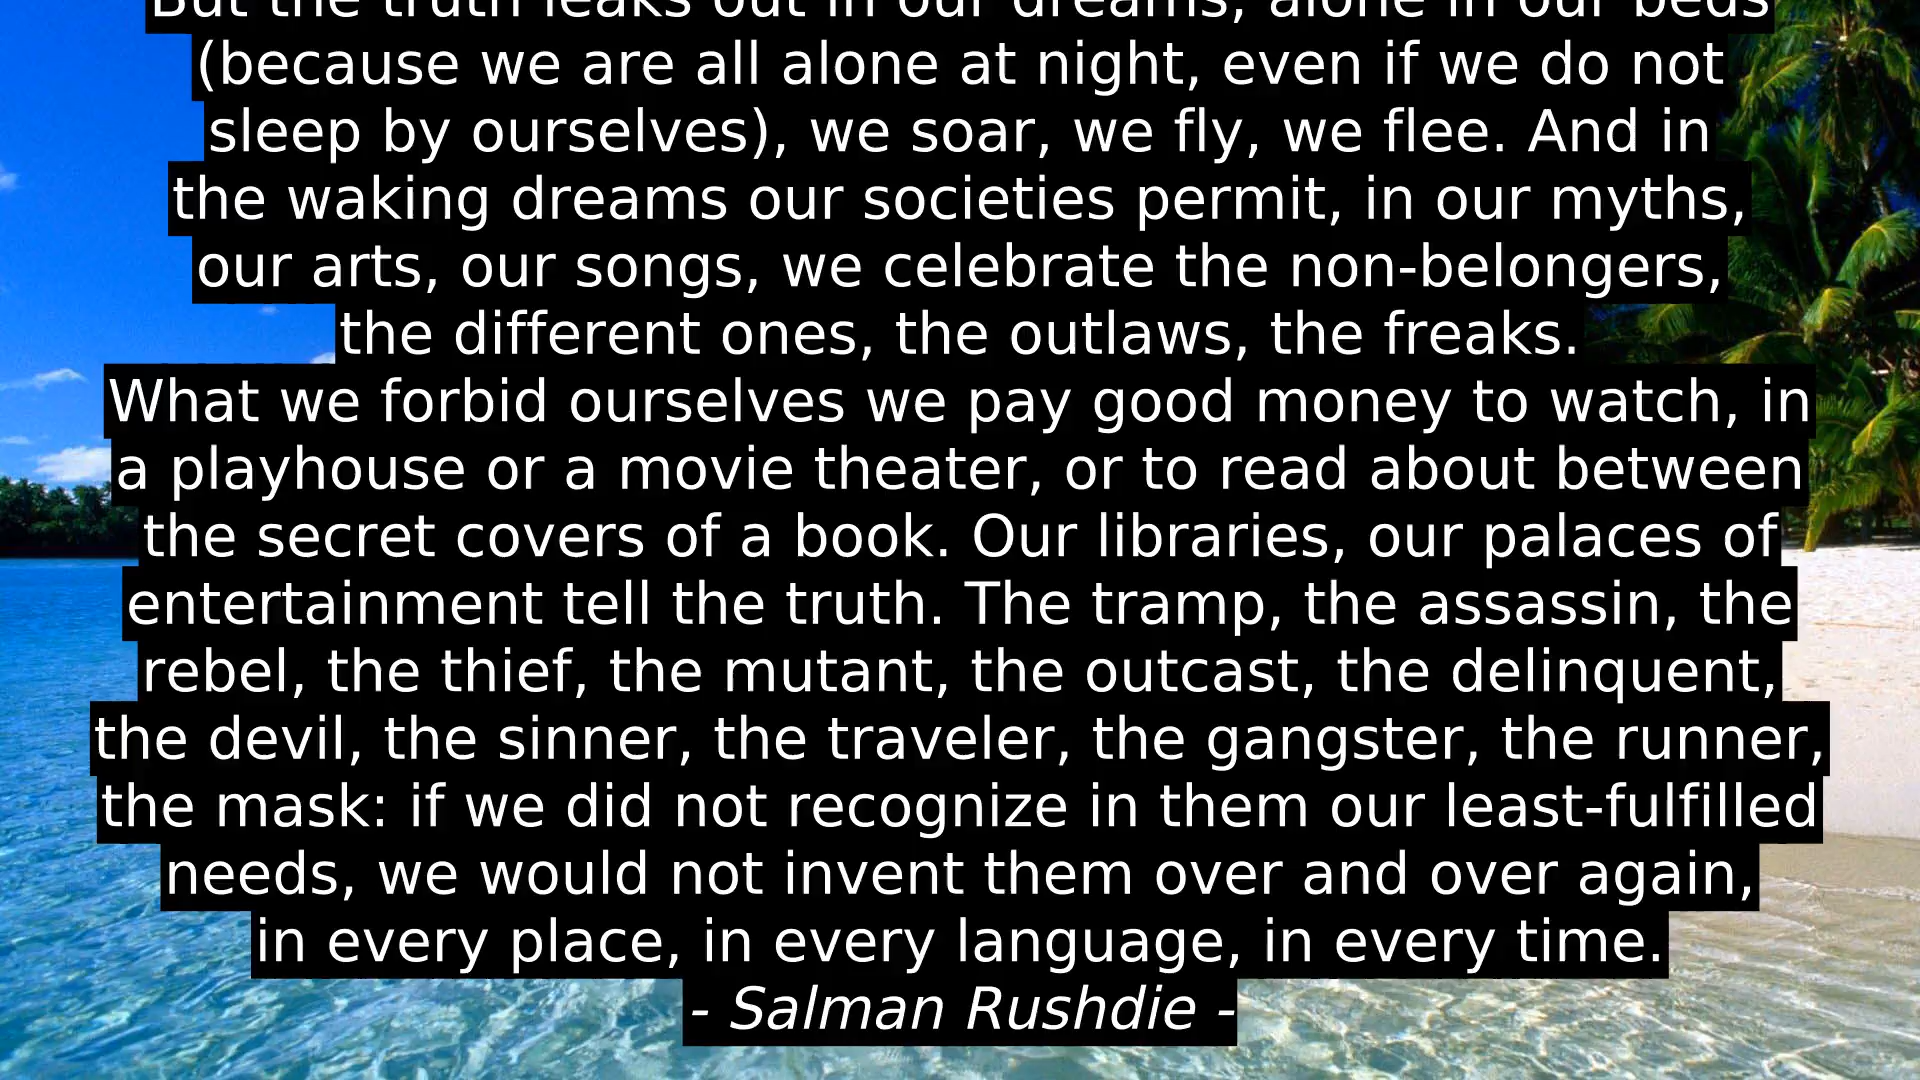 But the truth leaks out in our dreams; alone in our beds
(because we are all alone at night, even if we do not
sleep by ourselves), we soar, we fly, we flee. And in
the waking dreams our societies permit, in our myths,
our arts, our songs, we celebrate the non-belongers,
the different ones, the outlaws, the freaks.
What we forbid ourselves we pay good money to watch, in
a playhouse or a movie theater, or to read about between
the secret covers of a book. Our libraries, our palaces of
entertainment tell the truth. The tramp, the assassin, the
rebel, the thief, the mutant, the outcast, the delinquent,
the devil, the sinner, the traveler, the gangster, the runner,
the mask: if we did not recognize in them our least-fulfilled
needs, we would not invent them over and over again,
in every place, in every language, in every time.
- Salman Rushdie -